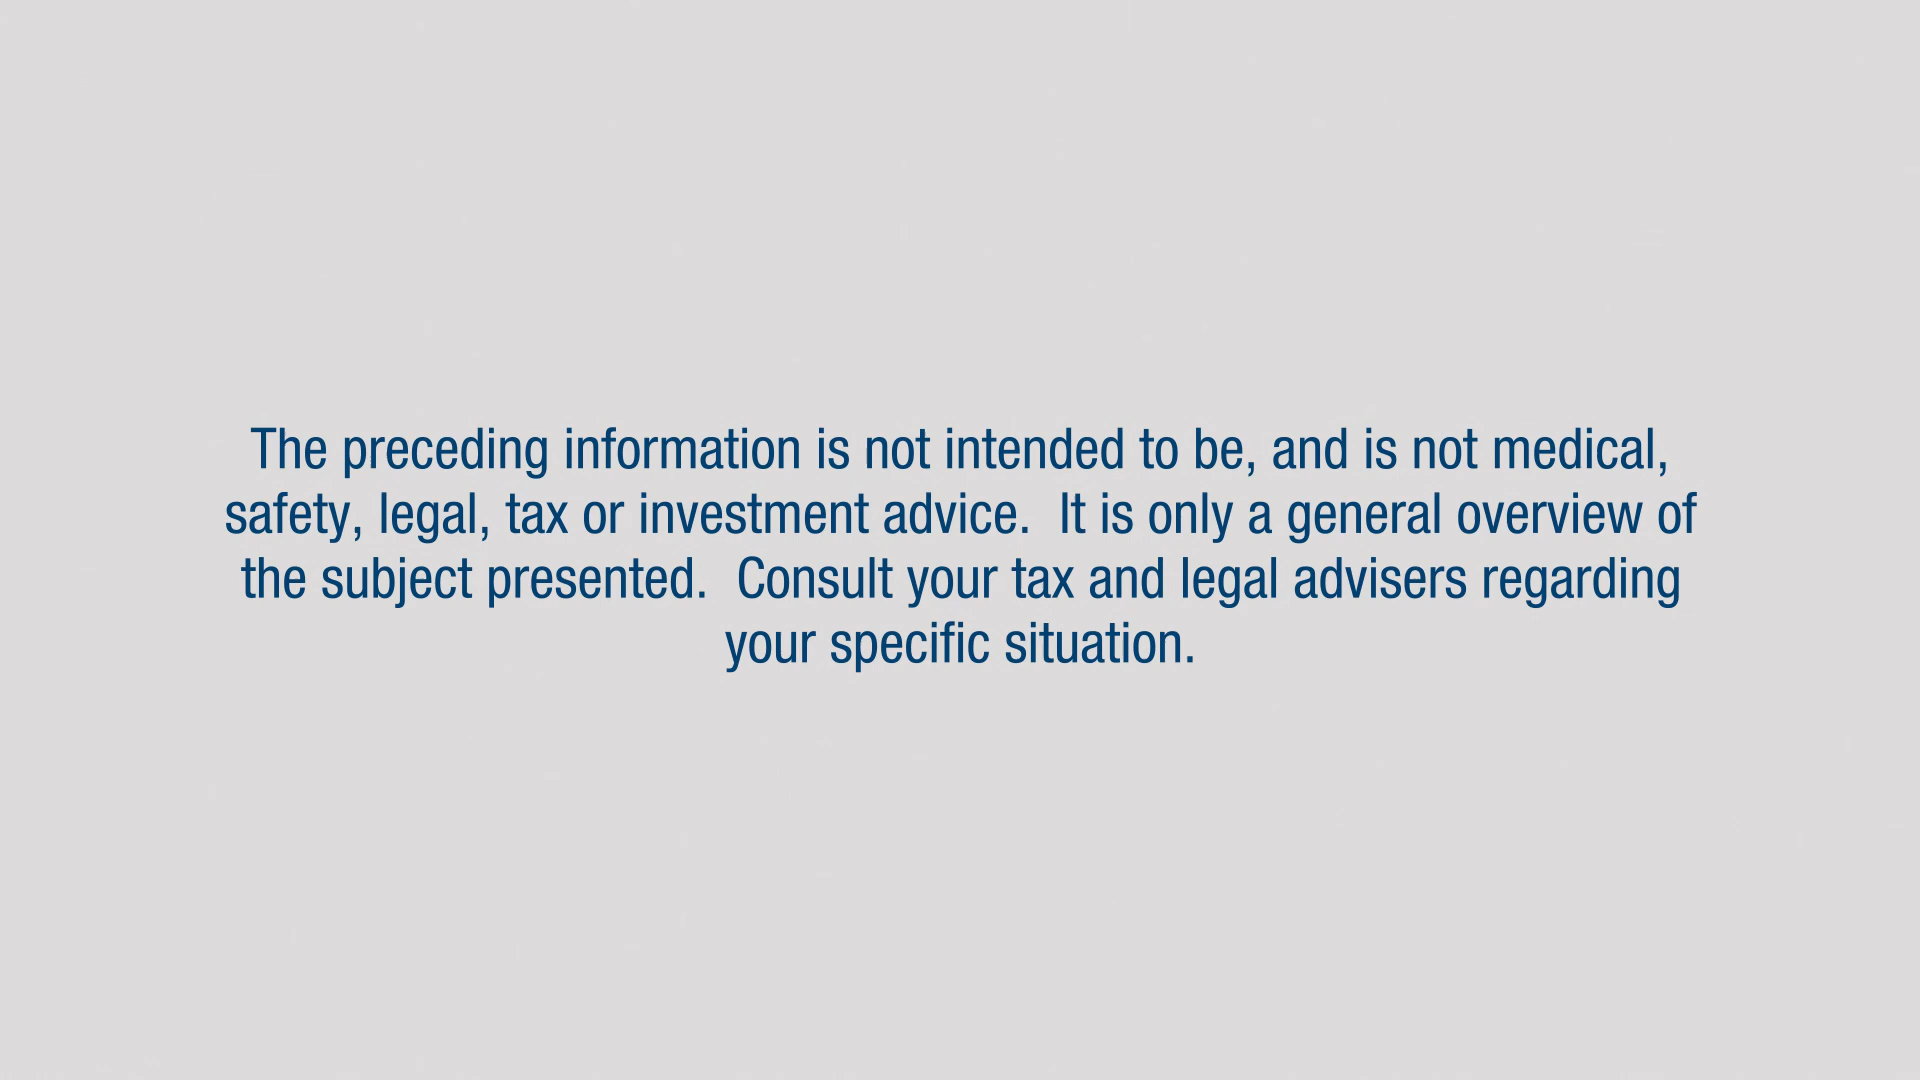 The preceding information is not intended to be, and is not medical,
safety, legal, tax or investment advice.  It is only a general overview of
the subject presented.  Consult your tax and legal advisers regarding
your specific situation.